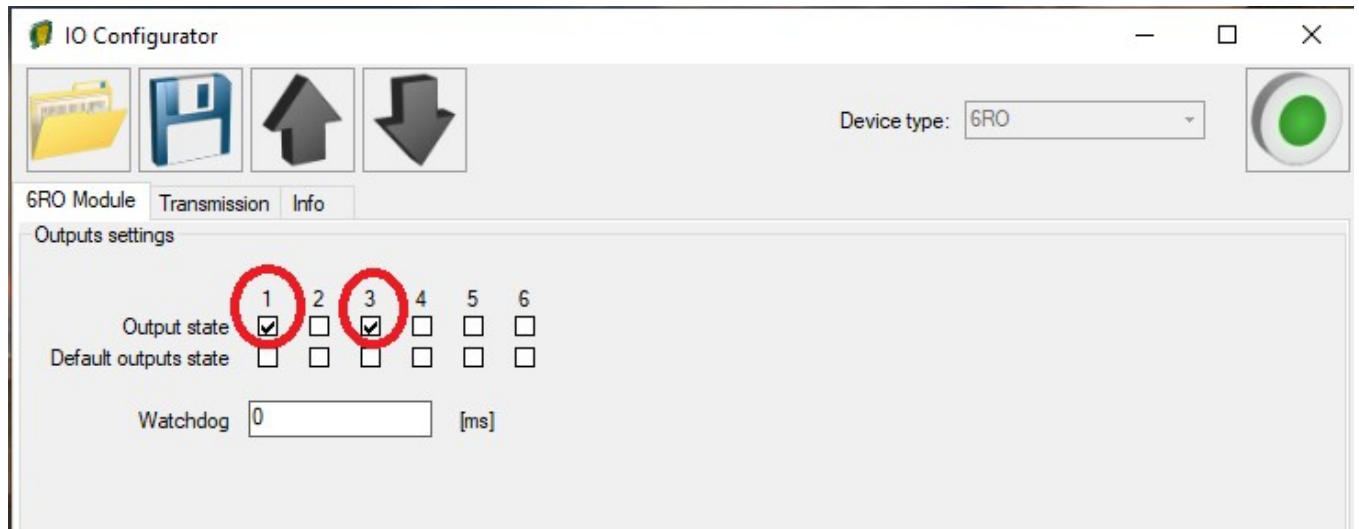 IO Configurator
Device type: 6RO
6RO Module Transmission Info
Outputs settings
1 2 3 4 5 6
Output state
Default outputs state
Watchdog 0 [ms]